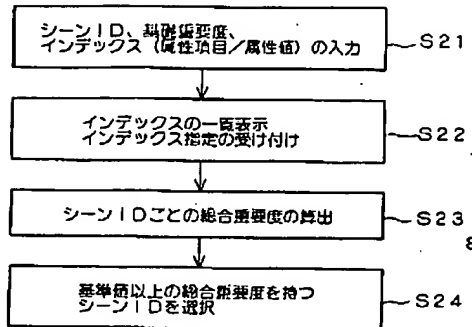 シーンID、基礎重要度、
インデックス（属性項目／属性値）の入力
S21
インデックスの一覧表示
インデックス指定の受け付け
S22
シーンIDごとの総合重要度の算出
S23
8
基準値以上の総合重要度を持つ
シーンIDを選択
S24